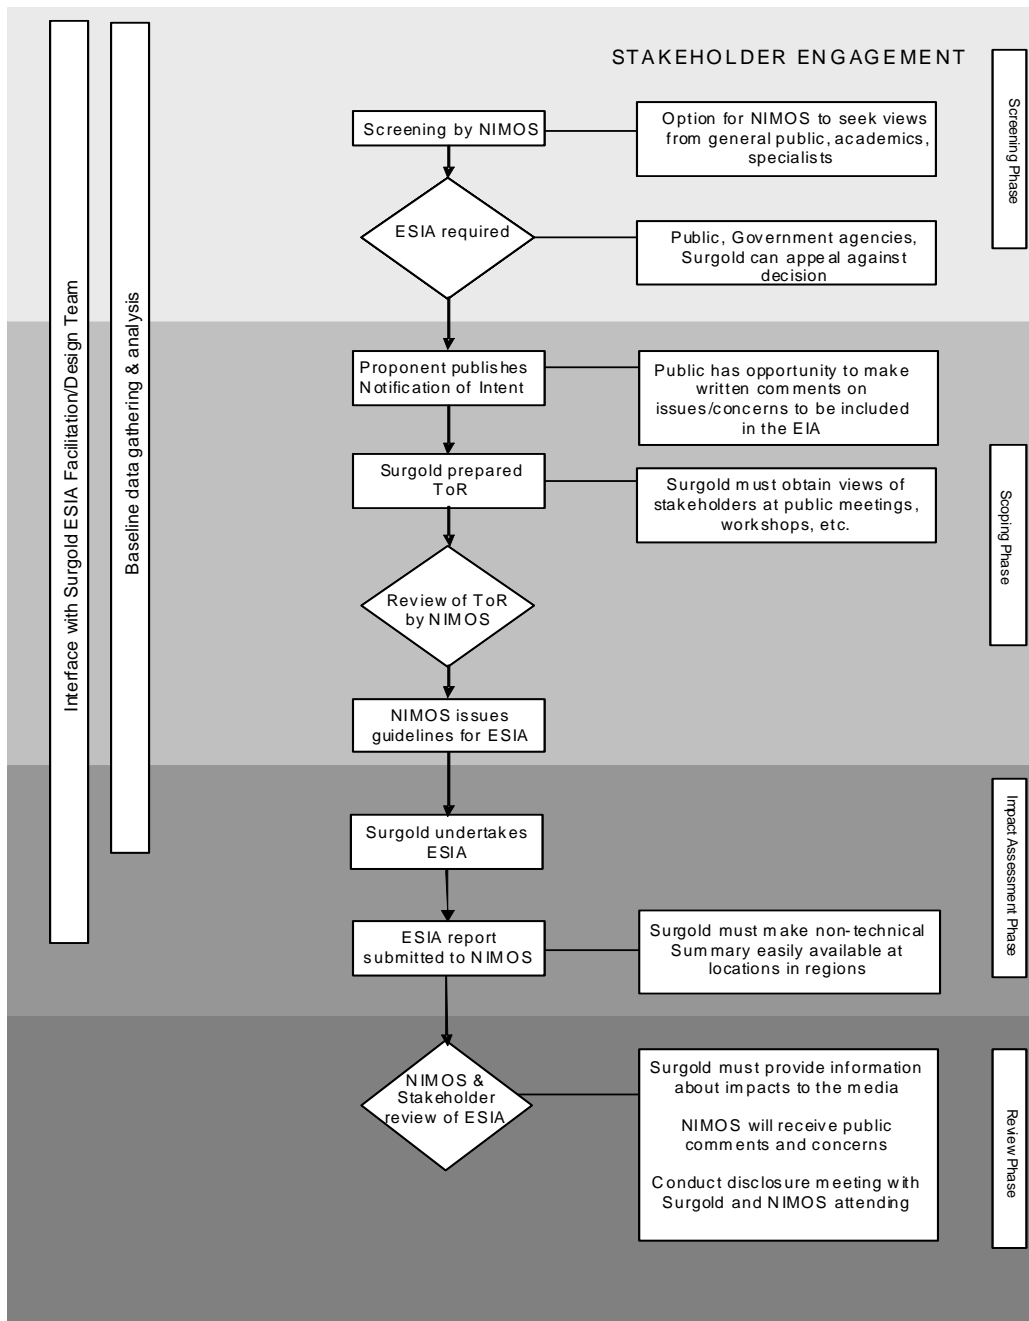 STAKEHOLDER ENGAGEMENT
Interface with Surgold ESIA Facilitation/Design Team
Baseline data gathering & analysis
Screening Phase
Screening by NIMOS
Option for NIMOS to seek views
from general public, academics,
specialists
ESIA required
Public, Government agencies,
Surgold can appeal against
decision
Scoping Phase
Proponent publishes
Notification of Intent
Public has opportunity to make
written comments on
issues/concerns to be included
in the EIA
Surgold prepared
ToR
Surgold must obtain views of
stakeholders at public meetings,
workshops, etc.
Review of ToR
by NIMOS
NIMOS issues
guidelines for ESIA
Impact Assessment Phase
Surgold undertakes
ESIA
ESIA report
submitted to NIMOS
Surgold must make non-technical
Summary easily available at
locations in regions
Review Phase
NIMOS &
Stakeholder
review of ESIA
Surgold must provide information
about impacts to the media
NIMOS will receive public
comments and concerns
Conduct disclosure meeting with
Surgold and NIMOS attending